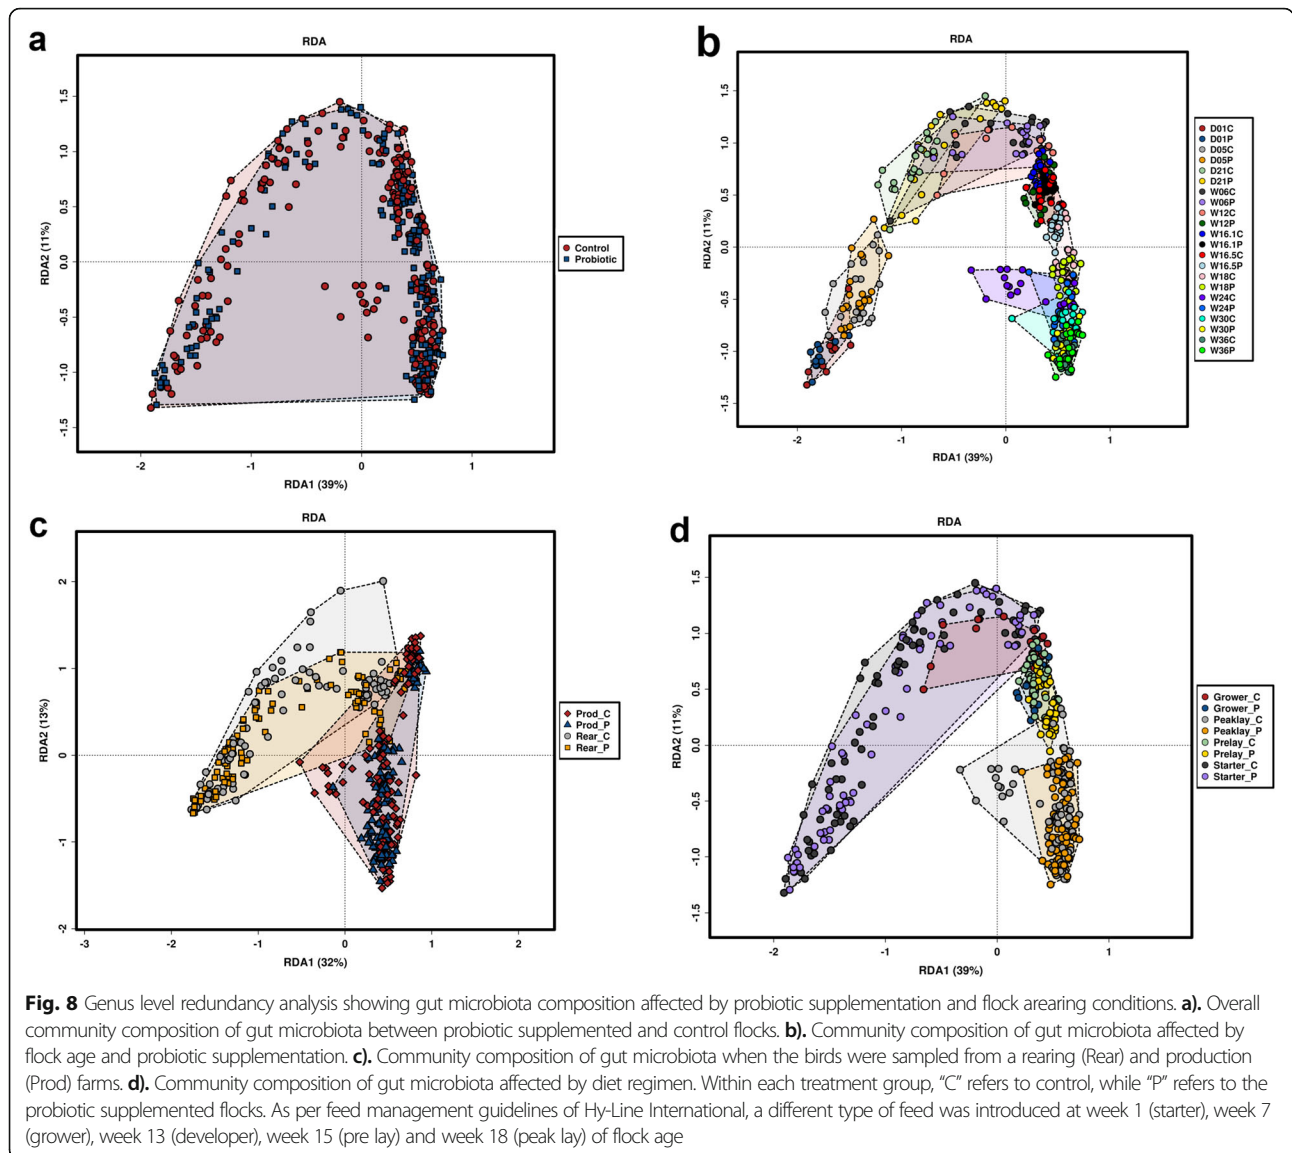 a
RDA
RDA2 (11%)
1.5
1.0
0.5
0.0
-0.5
-1.0
-1.5
-2
-1
0
1
RDA1 (39%)
Control
Probiotic
b
RDA
RDA2 (11%)
1.5
1.0
0.5
0.0
-0.5
-1.0
-1.5
-2
-1
0
1
RDA1 (39%)
D01C
D01P
D05C
D05P
D21C
D21P
W06C
W06P
W12C
W12P
W16.1C
W16.1P
W16.5C
W16.5P
W18C
W18P
W24C
W24P
W30C
W30P
W36C
W36P
c
RDA
RDA2 (13%)
2
1
0
-1
-2
-3
-2
-1
0
1
2
RDA1 (32%)
Prod_C
Prod_P
Rear_C
Rear_P
d
RDA
RDA2 (11%)
1.5
1.0
0.5
0.0
-0.5
-1.0
-1.5
-2
-1
0
1
RDA1 (39%)
Grower_C
Grower_P
Peaklay_C
Peaklay_P
Prelay_C
Prelay_P
Starter_C
Starter_P
Fig. 8 Genus level redundancy analysis showing gut microbiota composition affected by probiotic supplementation and flock arearing conditions. a). Overall
community composition of gut microbiota between probiotic supplemented and control flocks. b). Community composition of gut microbiota affected by
flock age and probiotic supplementation. c). Community composition of gut microbiota when the birds were sampled from a rearing (Rear) and production
(Prod) farms. d). Community composition of gut microbiota affected by diet regimen. Within each treatment group, “C” refers to control, while “P” refers to the
probiotic supplemented flocks. As per feed management guidelines of Hy-Line International, a different type of feed was introduced at week 1 (starter), week 7
(grower), week 13 (developer), week 15 (pre lay) and week 18 (peak lay) of flock age